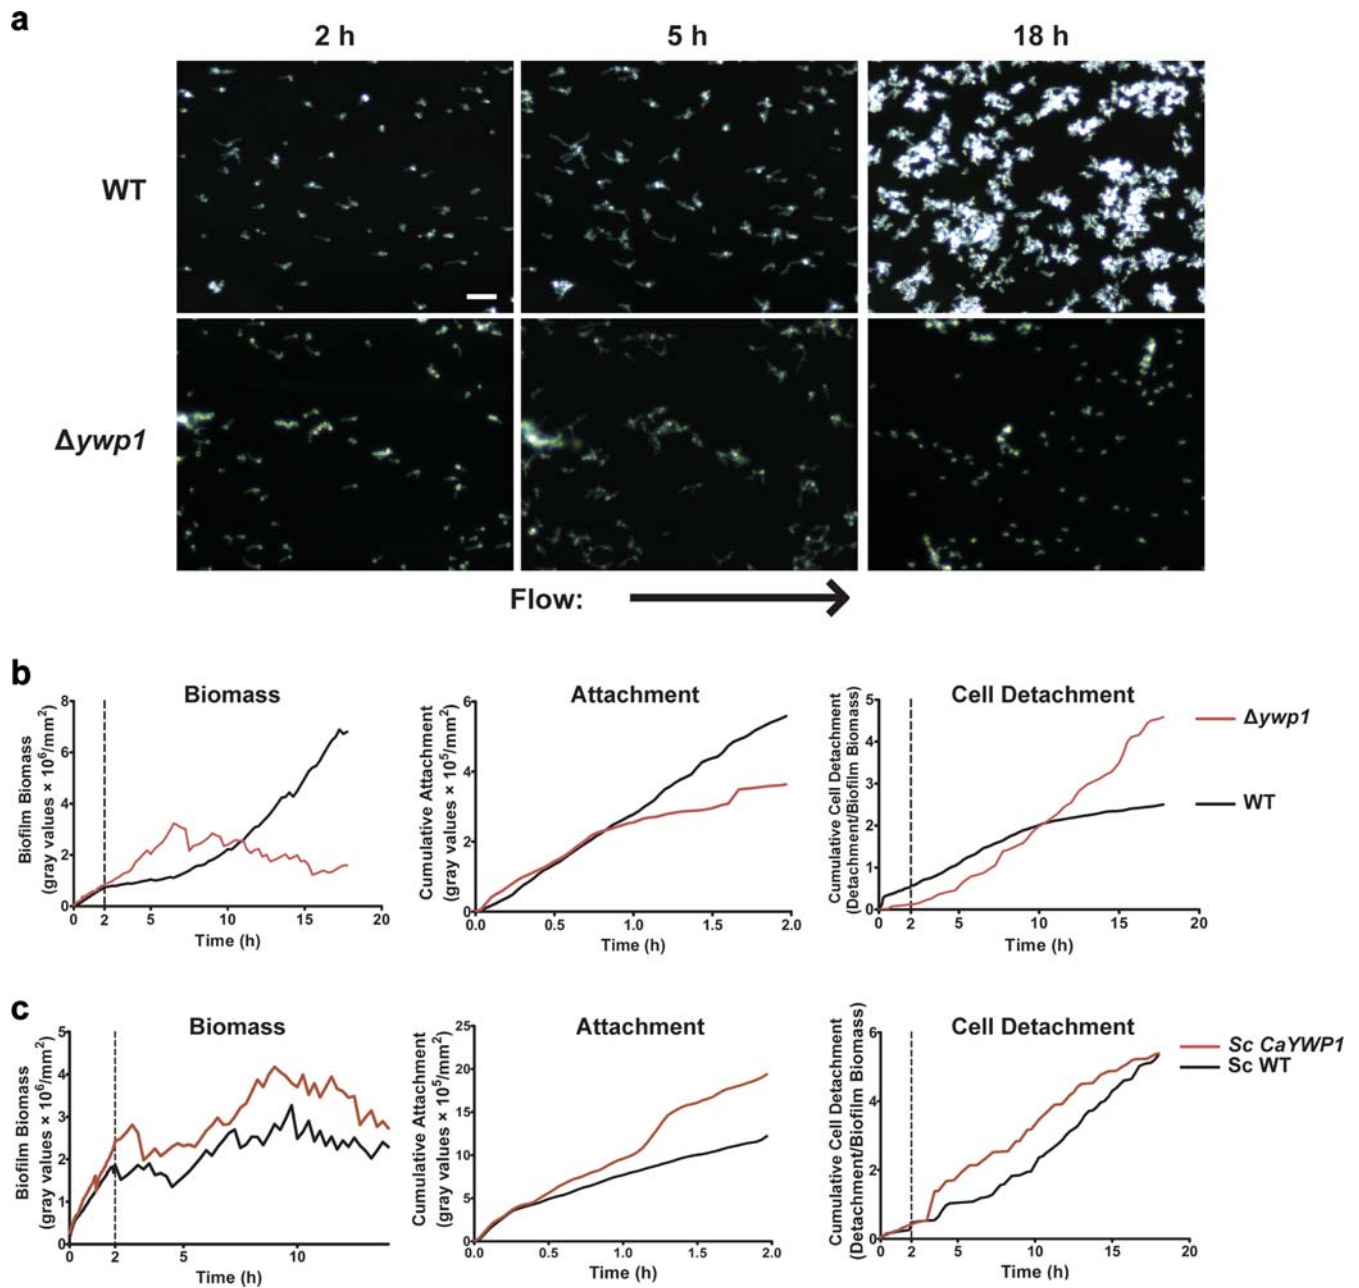 a
2 h 5 h 18 h
WT
Δywp1
Flow:
b
Biomass
Biofilm Biomass
(gray values × 10⁶/mm²)
8
6
4
2
0
0 2 5 10 15 20
Time (h)
Attachment
Cumulative Attachment
(gray values × 10⁵/mm²)
6
4
2
0
0.0 0.5 1.0 1.5 2.0
Time (h)
Cell Detachment
Cumulative Cell Detachment
(Detachment/Biofilm Biomass)
5
4
3
2
1
0
0 2 5 10 15 20
Time (h)
Δywp1
WT
c
Biomass
Biofilm Biomass
(gray values × 10⁶/mm²)
5
4
3
2
1
0
0 2 5 10
Time (h)
Attachment
Cumulative Attachment
(gray values × 10⁵/mm²)
25
20
15
10
5
0
0.0 0.5 1.0 1.5 2.0
Time (h)
Cell Detachment
Cumulative Cell Detachment
(Detachment/Biofilm Biomass)
6
4
2
0
0 2 5 10 15 20
Time (h)
Sc CaYWP1
Sc WT